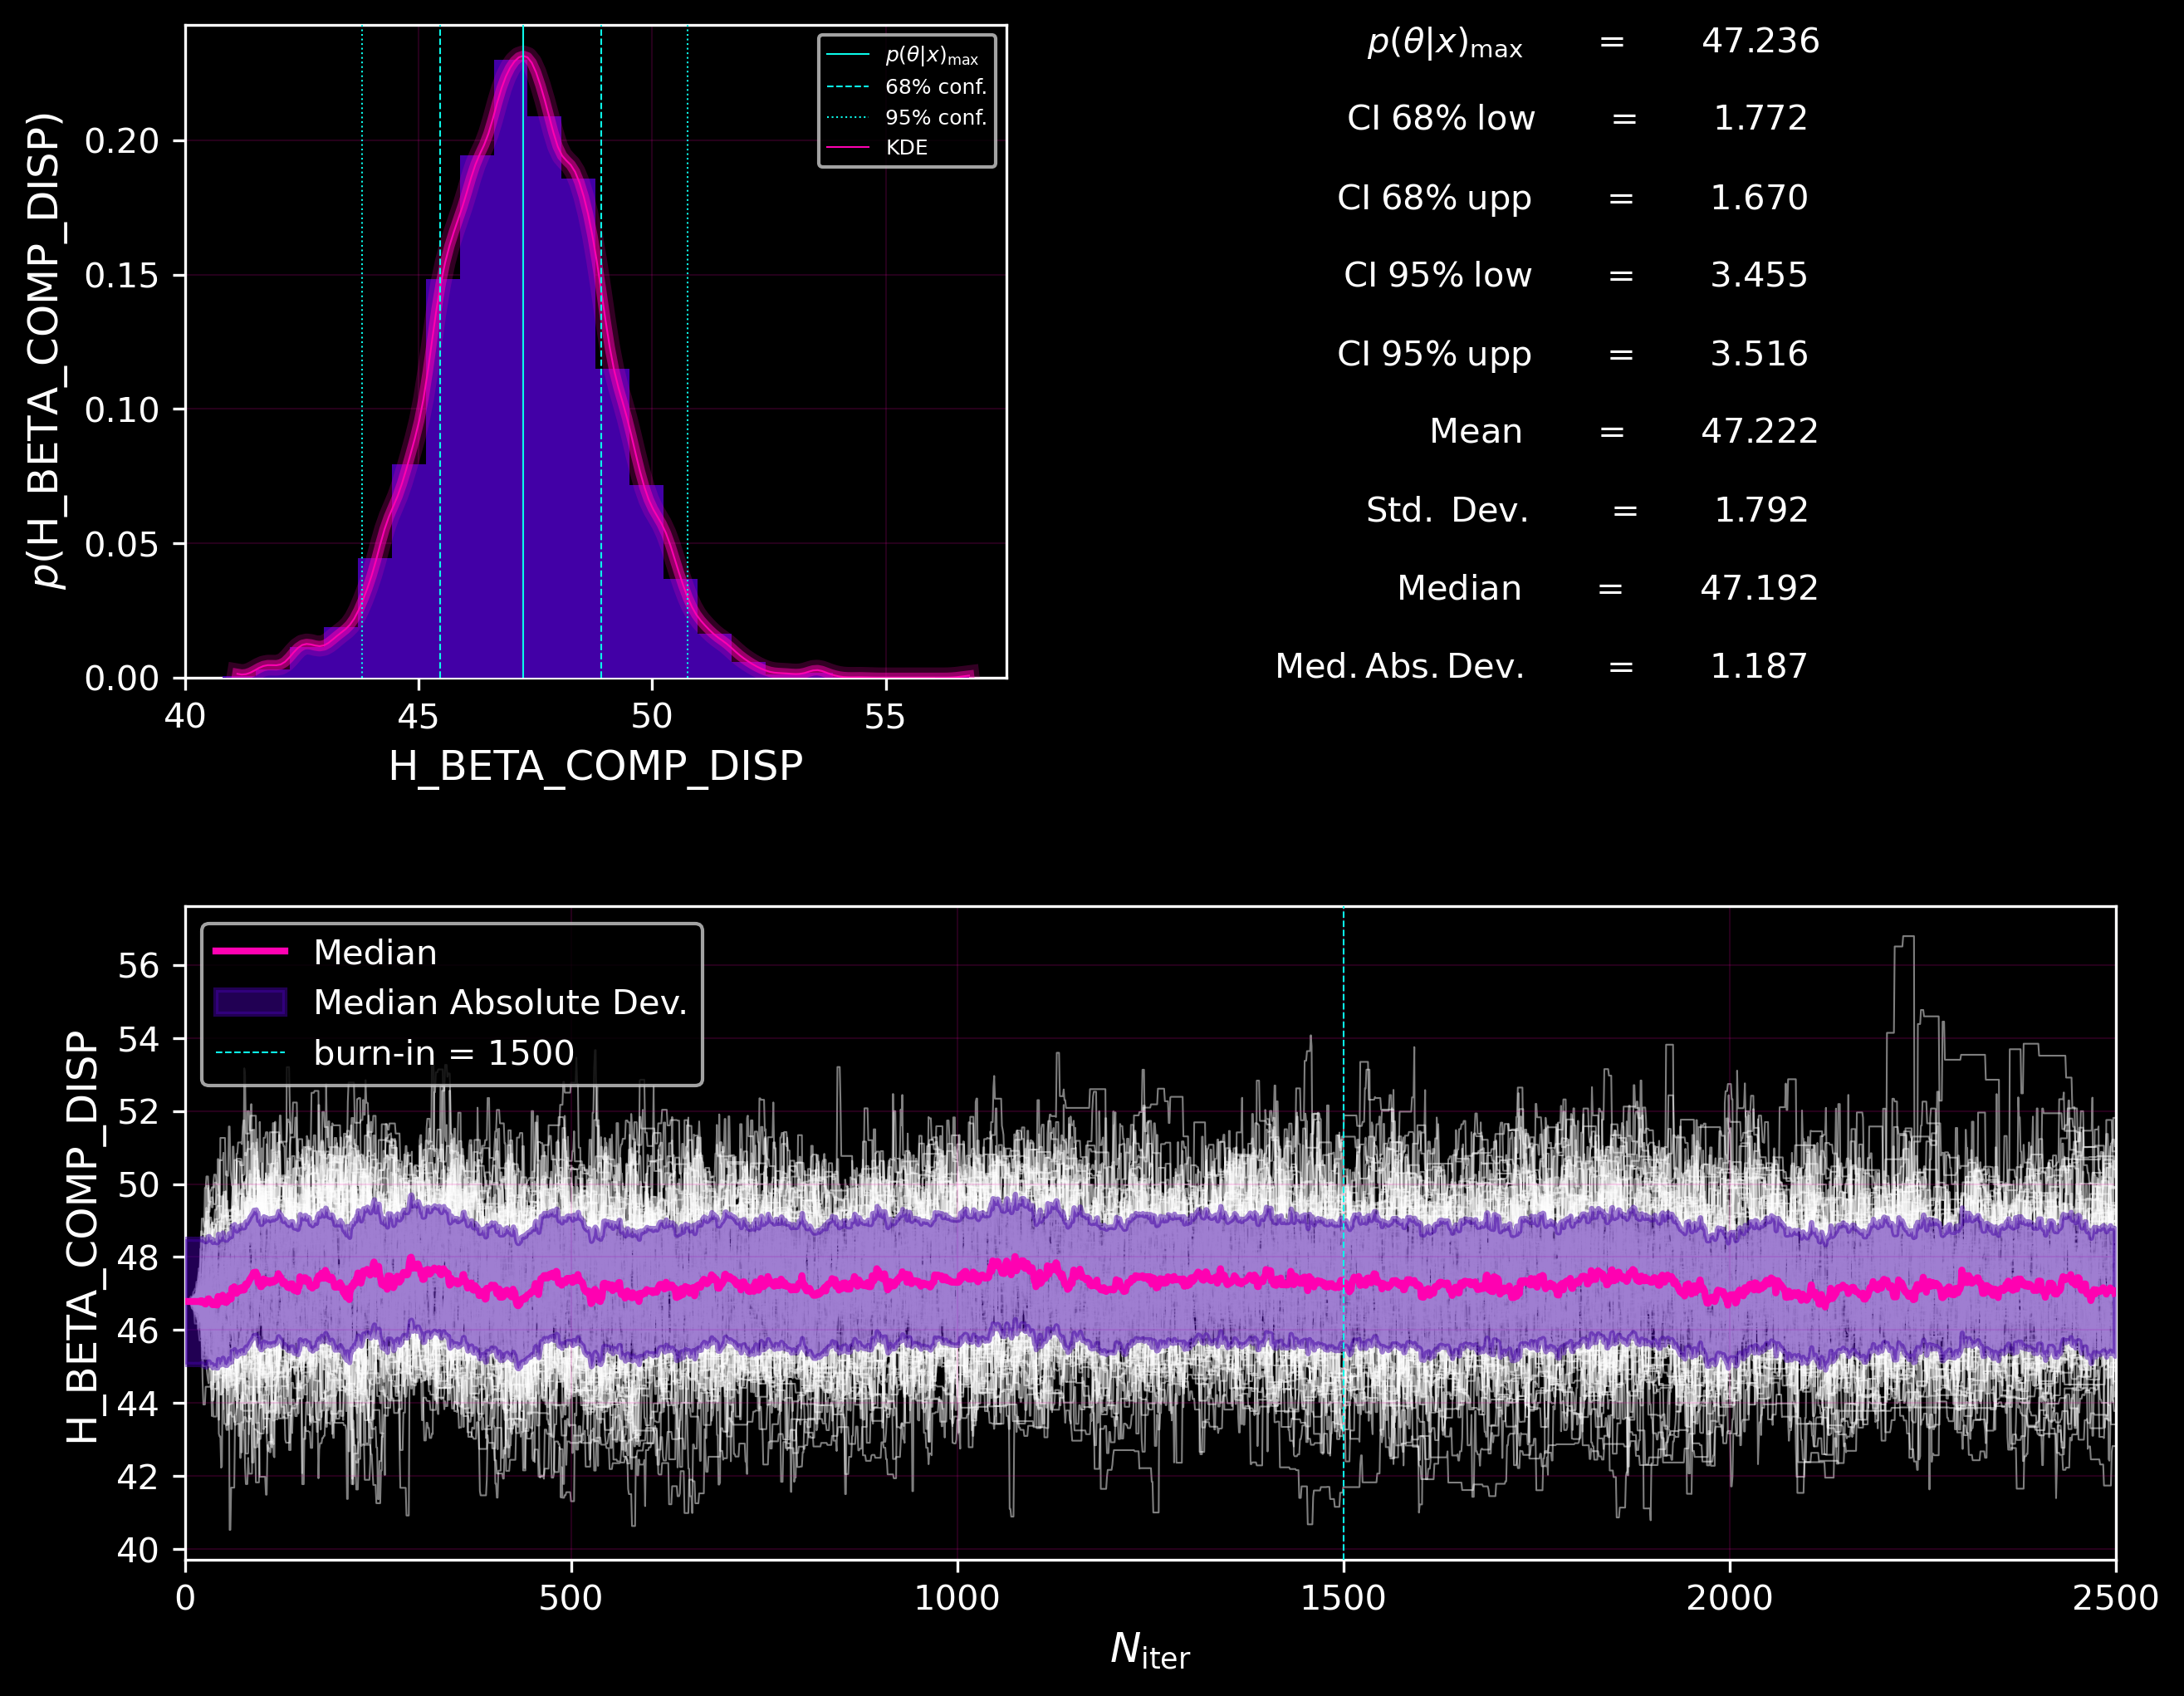 p(H_BETA_COMP_DISP)
0.20
0.15
0.10
0.05
0.00
40 45 50 55
H_BETA_COMP_DISP
p(θ|x)max
68% conf.
95% conf.
KDE
p(θ|x)max = 47.236
CI 68% low = 1.772
CI 68% upp = 1.670
CI 95% low = 3.455
CI 95% upp = 3.516
Mean = 47.222
Std. Dev. = 1.792
Median = 47.192
Med. Abs. Dev. = 1.187
H_BETA_COMP_DISP
56
54
52
50
48
46
44
42
40
Median
Median Absolute Dev.
burn-in = 1500
0 500 1000 1500 2000 2500
Niter